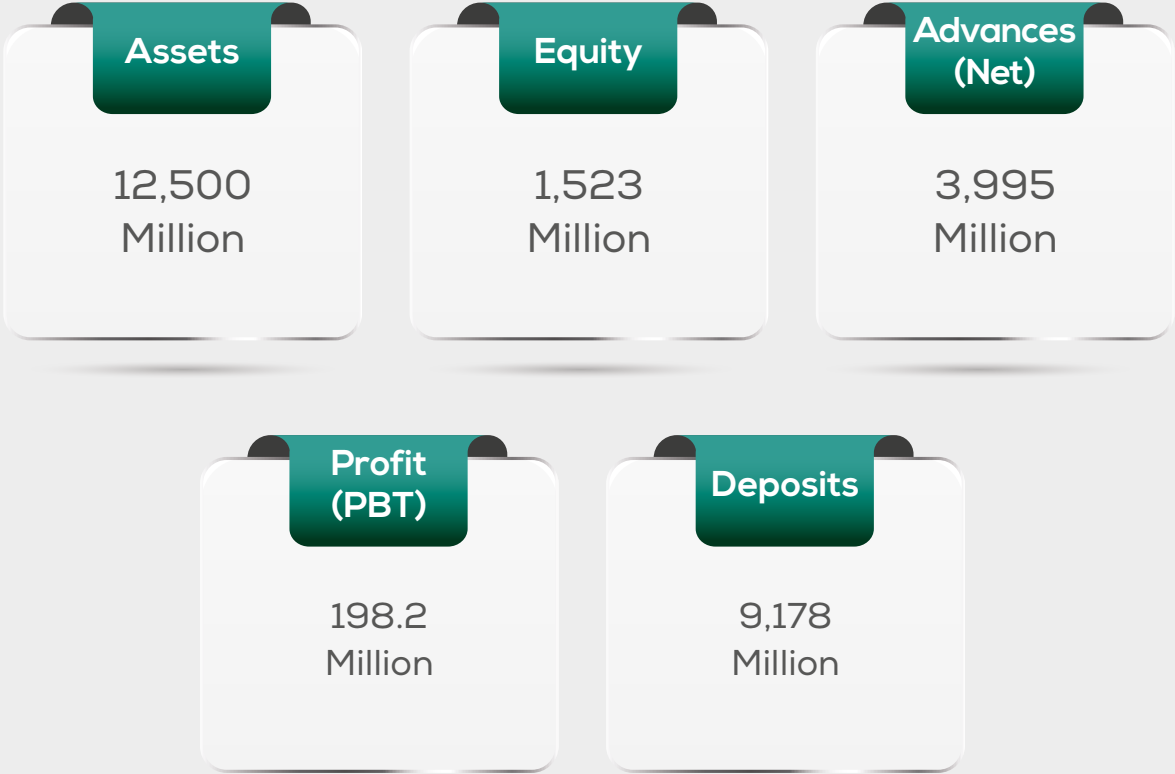 Assets
12,500
Million
Equity
1,523
Million
Advances
(Net)
3,995
Million
Profit
(PBT)
198.2
Million
Deposits
9,178
Million